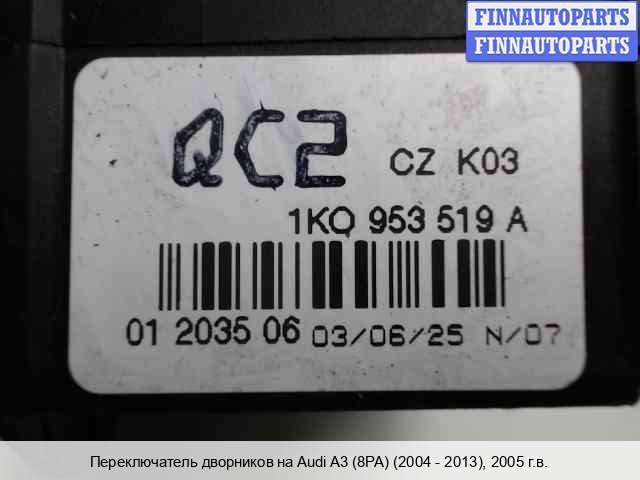 FINNAUTOPARTS
FINNAUTOPARTS
QC2 CZ K03
1K0 953 519 A
01 2035 06 03/06/25 N/07
Переключатель дворников на Audi A3 (8PA) (2004 - 2013), 2005 г.в.